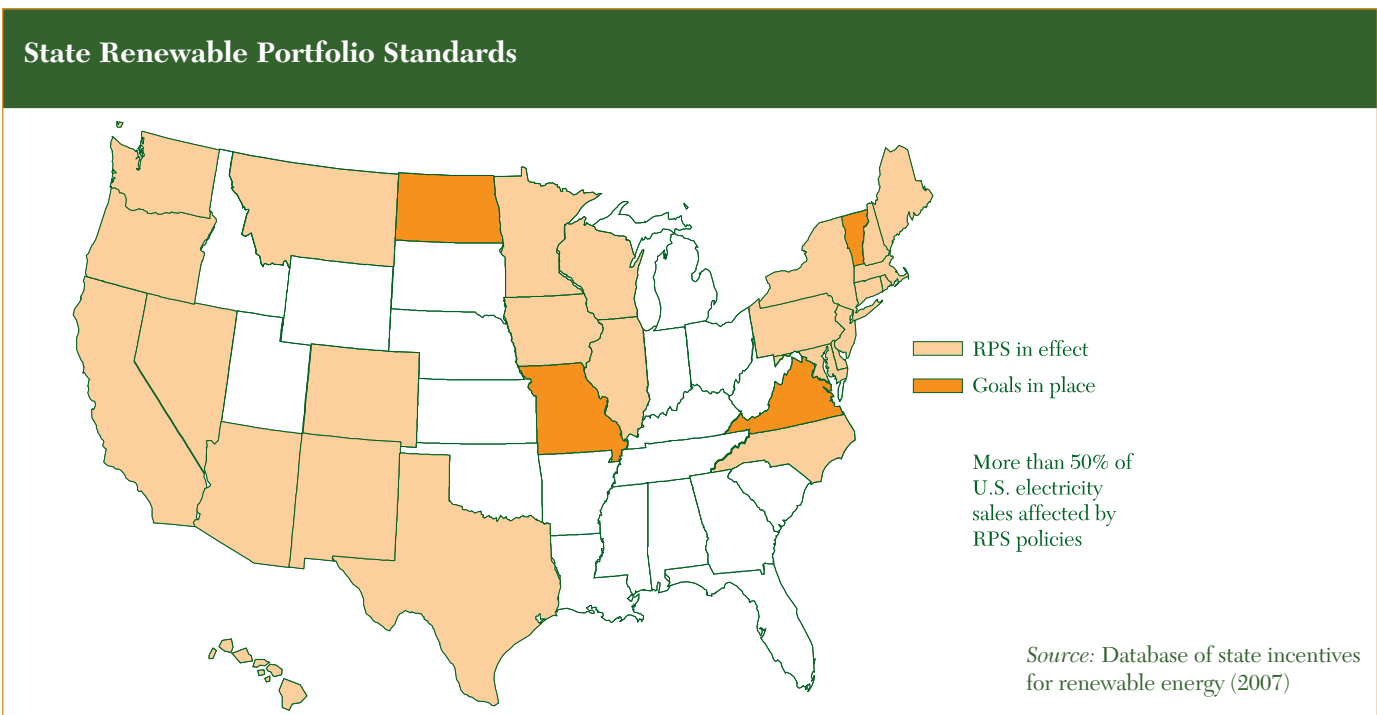 State Renewable Portfolio Standards
RPS in effect
Goals in place
More than 50% of
U.S. electricity
sales affected by
RPS policies
Source: Database of state incentives
for renewable energy (2007)